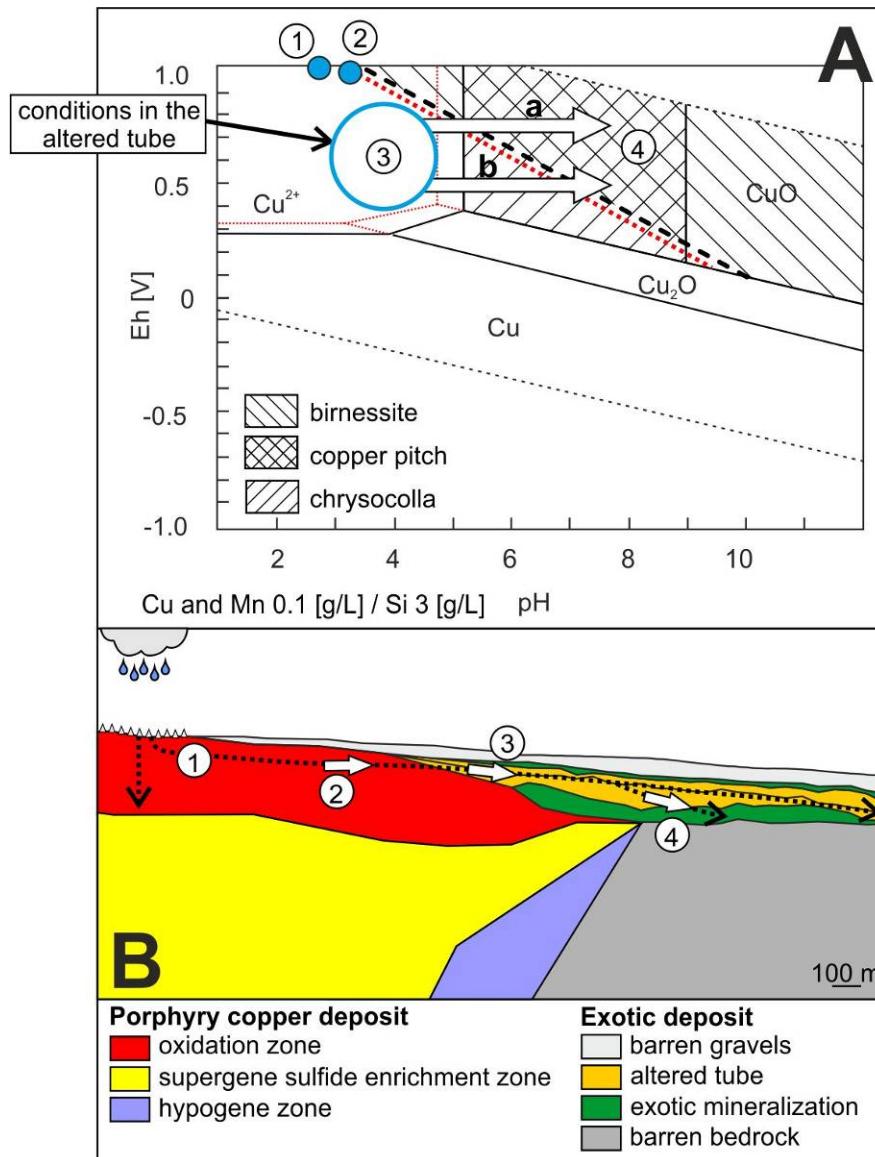 A
1
2
1.0
conditions in the
altered tube
a
3
4
0.5
b
Cu2+
CuO
Eh [V]
0
Cu2O
Cu
birnessite
-0.5
copper pitch
chrysocolla
-1.0
2 4 6 8 10
Cu and Mn 0.1 [g/L] / Si 3 [g/L] pH
3
1
2
4
B
100 m
Porphyry copper deposit
oxidation zone
supergene sulfide enrichment zone
hypogene zone
Exotic deposit
barren gravels
altered tube
exotic mineralization
barren bedrock